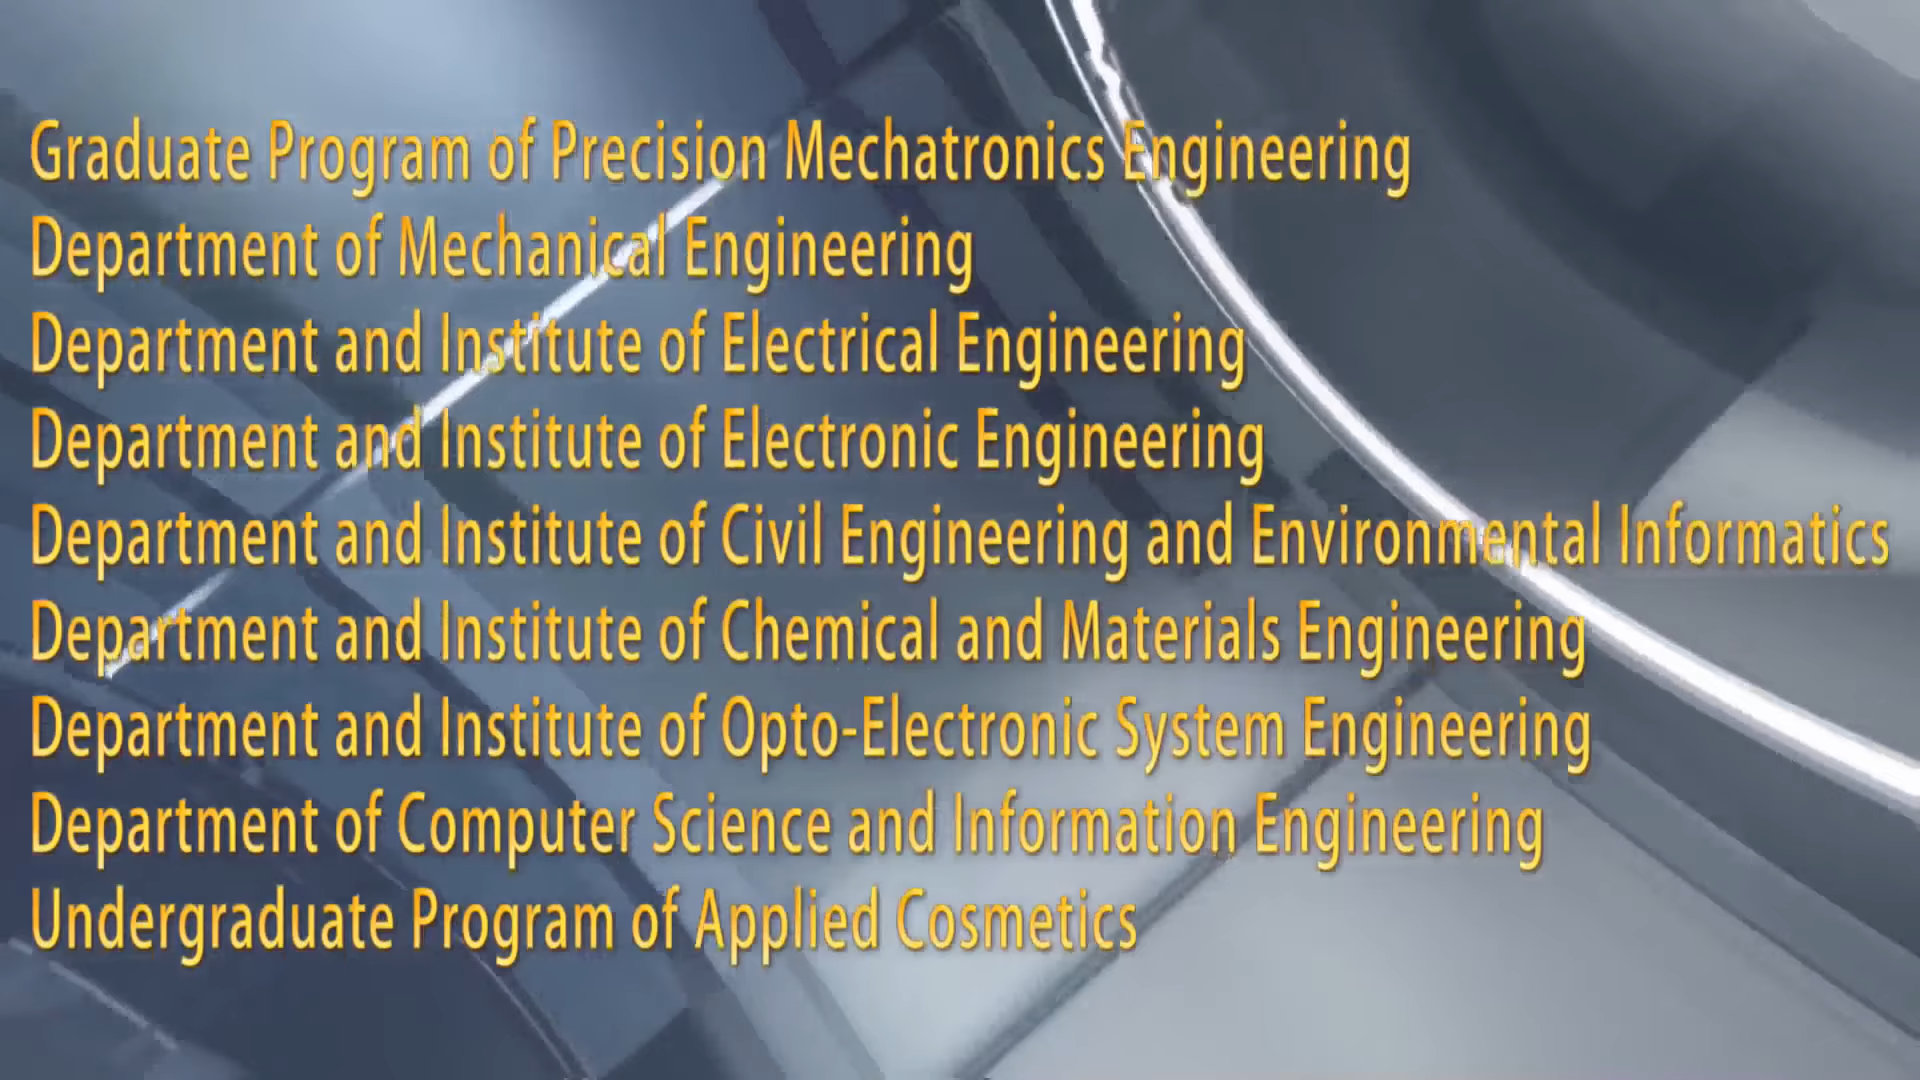 Graduate Program of Precision Mechatronics Engineering
Department of Mechanical Engineering
Department and Institute of Electrical Engineering
Department and Institute of Electronic Engineering
Department and Institute of Civil Engineering and Environmental Informatics
Department and Institute of Chemical and Materials Engineering
Department and Institute of Opto-Electronic System Engineering
Department of Computer Science and Information Engineering
Undergraduate Program of Applied Cosmetics